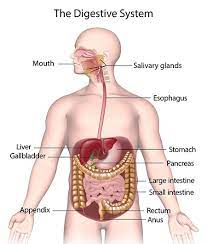 The Digestive System
Mouth
Salivary glands
Esophagus
Liver
Stomach
Gallbladder
Pancreas
Large intestine
Small intestine
Appendix
Rectum
Anus